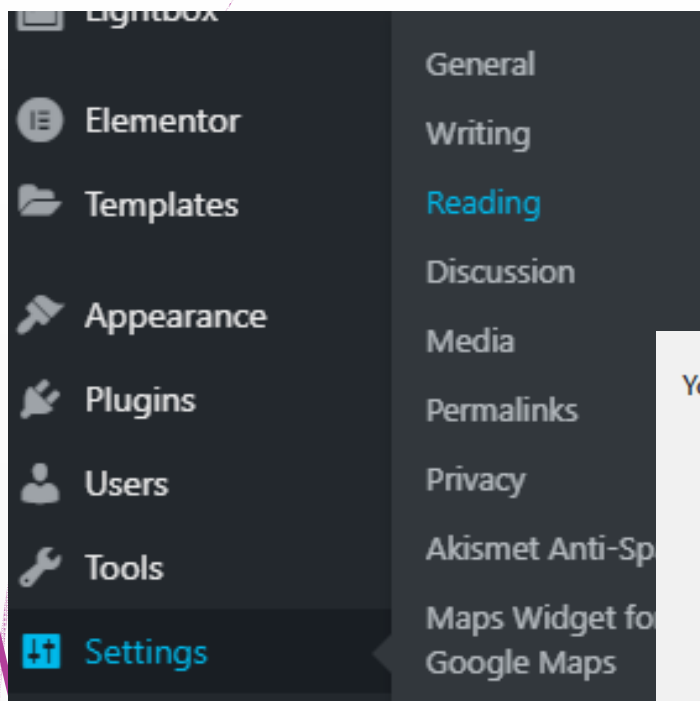 Lightbox
Elementor
Templates
Appearance
Plugins
Users
Tools
Settings
General
Writing
Reading
Discussion
Media
Permalinks
Privacy
Akismet Anti-Sp
Maps Widget fo
Google Maps